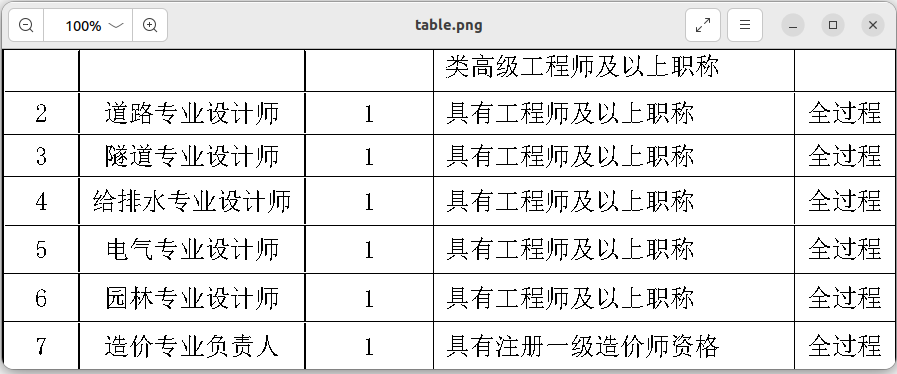 100%
table.png
类高级工程师及以上职称
2 道路专业设计师 1 具有工程师及以上职称 全过程
3 隧道专业设计师 1 具有工程师及以上职称 全过程
4 给排水专业设计师 1 具有工程师及以上职称 全过程
5 电气专业设计师 1 具有工程师及以上职称 全过程
6 园林专业设计师 1 具有工程师及以上职称 全过程
7 造价专业负责人 1 具有注册一级造价师资格 全过程